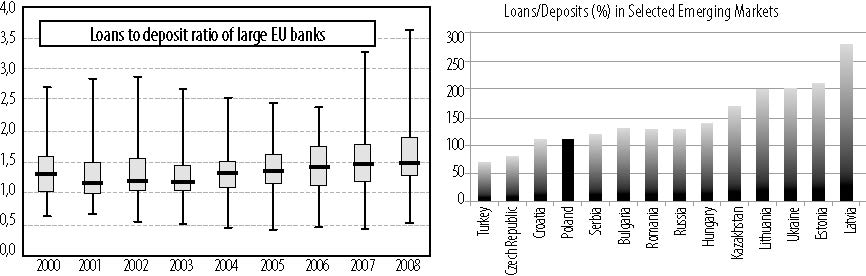 Loans to deposit ratio of large EU banks
4,0
3,5
3,0
2,5
2,0
1,5
1,0
0,5
0,0
2000 2001 2002 2003 2004 2005 2006 2007 2008
Loans/Deposits (%) in Selected Emerging Markets
300
250
200
150
100
50
0
Turkey
Czech Republic
Croatia
Poland
Serbia
Bulgaria
Romania
Russia
Hungary
Kazakhstan
Lithuania
Ukraine
Estonia
Latvia